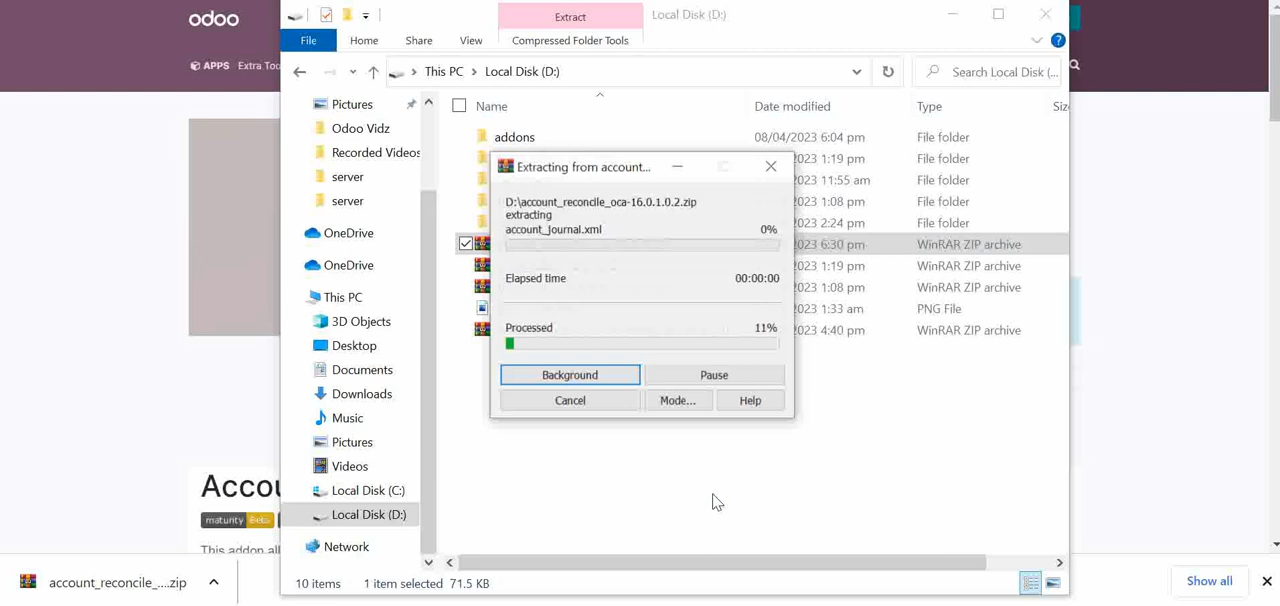 odoo
APPS
Extra Too
Extract
Local Disk (D:)
File
Home
Share
View
Compressed Folder Tools
?
This PC > Local Disk (D:)
Search Local Disk (...
Pictures
Odoo Vidz
Recorded Videos
server
server
OneDrive
OneDrive
This PC
3D Objects
Desktop
Documents
Downloads
Music
Pictures
Videos
Local Disk (C:)
Local Disk (D:)
Network
Name
Date modified
Type
Siz
addons
08/04/2023 6:04 pm
File folder
2023 1:19 pm
File folder
2023 11:55 am
File folder
2023 1:08 pm
File folder
2023 2:24 pm
File folder
2023 6:30 pm
WinRAR ZIP archive
2023 1:19 pm
WinRAR ZIP archive
2023 1:08 pm
WinRAR ZIP archive
2023 1:33 am
PNG File
2023 4:40 pm
WinRAR ZIP archive
Extracting from account...
D:\account_reconcile_oca-16.0.1.0.2.zip
extracting
account_journal.xml
0%
Elapsed time
00:00:00
Processed
11%
Background
Pause
Cancel
Mode...
Help
10 items
1 item selected 71.5 KB
Accou
maturity Beta
This addon all
account_reconcile_....zip
Show all